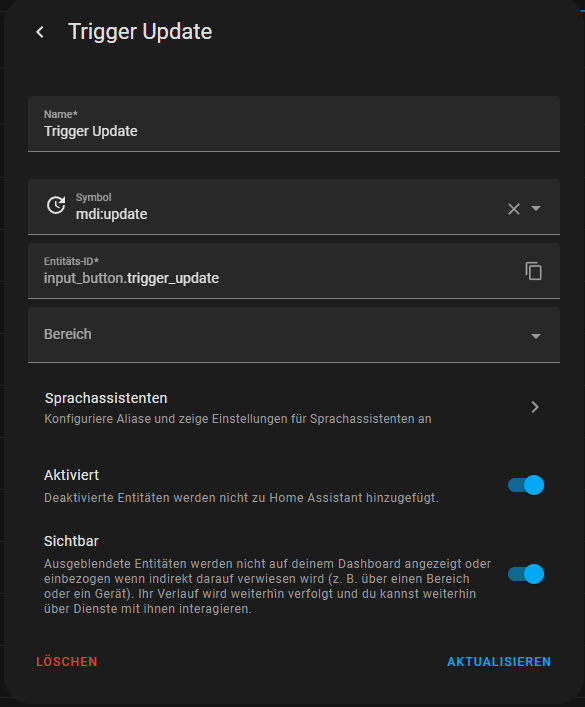 Trigger Update
Name*
Trigger Update
Symbol
mdi:update
Entitäts-ID*
input_button.trigger_update
Bereich
Sprachassistenten
Konfiguriere Aliase und zeige Einstellungen für Sprachassistenten an
Aktiviert
Deaktivierte Entitäten werden nicht zu Home Assistant hinzugefügt.
Sichtbar
Ausgeblendete Entitäten werden nicht auf deinem Dashboard angezeigt oder
einbezogen wenn indirekt darauf verwiesen wird (z. B. über einen Bereich
oder ein Gerät). Ihr Verlauf wird weiterhin verfolgt und du kannst weiterhin
über Dienste mit ihnen interagieren.
LÖSCHEN
AKTUALISIEREN